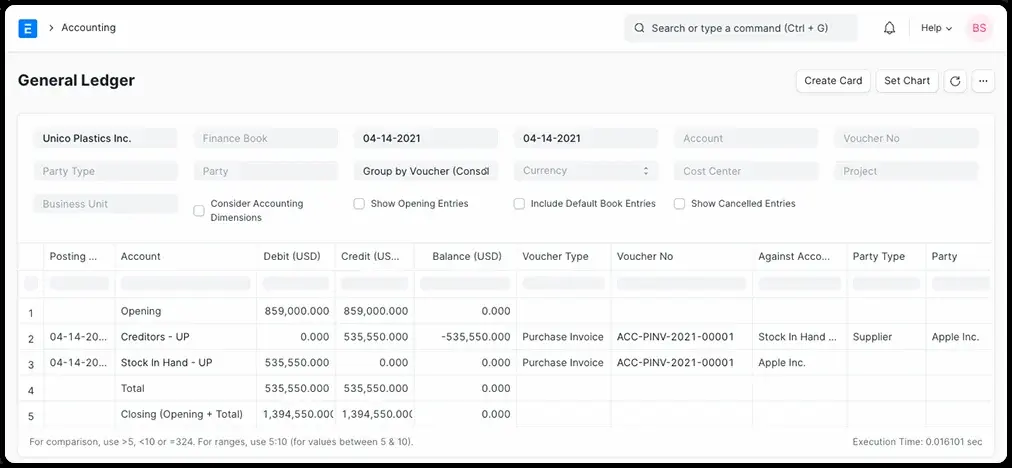 E > Accounting Search or type a command (Ctrl + G) Help BS
General Ledger Create Card Set Chart ...
Unico Plastics Inc. Finance Book 04-14-2021 04-14-2021 Account Voucher No
Party Type Party Group by Voucher (Consol Currency Cost Center Project
Business Unit Consider Accounting Dimensions Show Opening Entries Include Default Book Entries Show Cancelled Entries
Posting ... Account Debit (USD) Credit (US... Balance (USD) Voucher Type Voucher No Against Acco... Party Type Party
1 Opening 859,000.000 859,000.000 0.000
2 04-14-20... Creditors - UP 0.000 535,550.000 -535,550.000 Purchase Invoice ACC-PINV-2021-00001 Stock In Hand ... Supplier Apple Inc.
3 04-14-20... Stock In Hand - UP 535,550.000 0.000 0.000 Purchase Invoice ACC-PINV-2021-00001 Apple Inc.
4 Total 535,550.000 535,550.000 0.000
5 Closing (Opening + Total) 1,394,550.000 1,394,550.000 0.000
For comparison, use >5, <10 or =324. For ranges, use 5:10 (for values between 5 & 10). Execution Time: 0.016101 sec